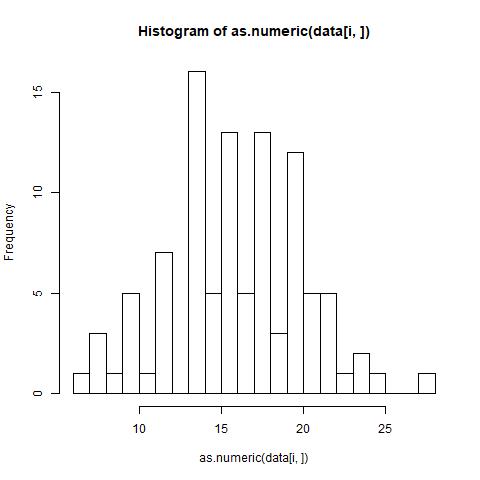 Histogram of as.numeric(data[i, ])
Frequency
15
10
5
0
10 15 20 25
as.numeric(data[i, ])